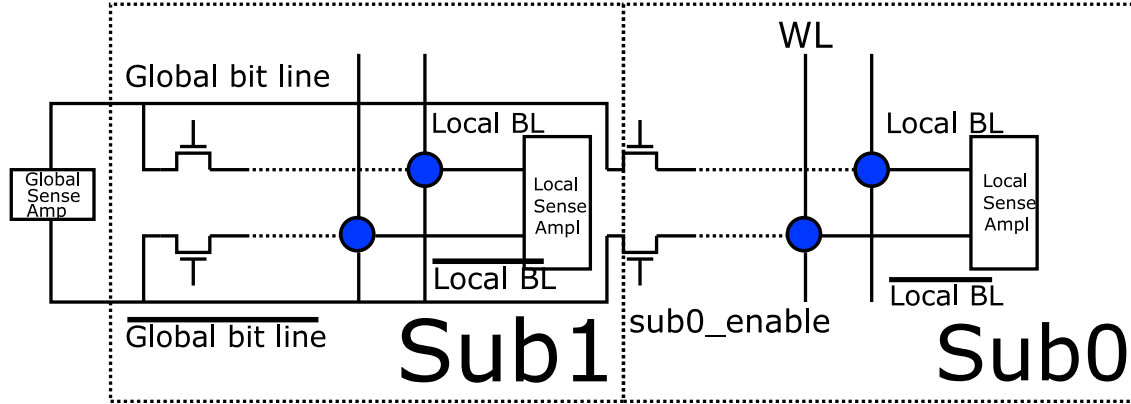 WL
Global bit line
Local BL
Local BL
Global
Sense
Amp
Local
Sense
Ampl
Local
Sense
Ampl
Local BL
Local BL
Global bit line
sub0_enable
Sub1
Sub0